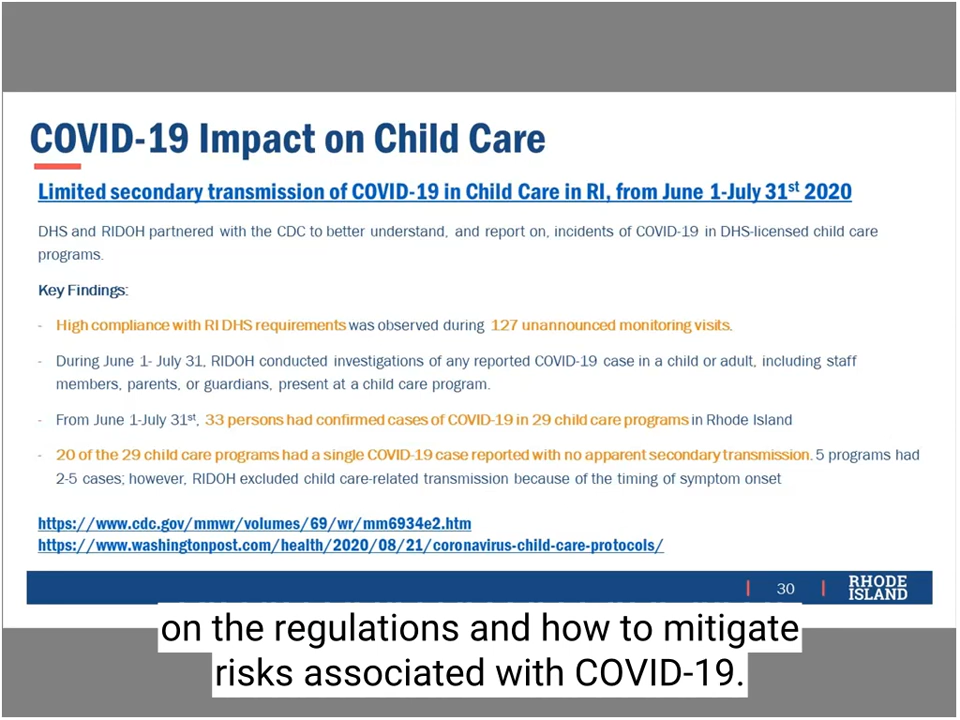 COVID-19 Impact on Child Care
Limited secondary transmission of COVID-19 in Child Care in RI, from June 1-July 31st 2020
DHS and RIDOH partnered with the CDC to better understand, and report on, incidents of COVID-19 in DHS-licensed child care
programs.
Key Findings:
- High compliance with RI DHS requirements was observed during 127 unannounced monitoring visits.
- During June 1- July 31, RIDOH conducted investigations of any reported COVID-19 case in a child or adult, including staff
members, parents, or guardians, present at a child care program.
- From June 1-July 31st, 33 persons had confirmed cases of COVID-19 in 29 child care programs in Rhode Island
- 20 of the 29 child care programs had a single COVID-19 case reported with no apparent secondary transmission. 5 programs had
2-5 cases; however, RIDOH excluded child care-related transmission because of the timing of symptom onset
https://www.cdc.gov/mmwr/volumes/69/wr/mm6934e2.htm
https://www.washingtonpost.com/health/2020/08/21/coronavirus-child-care-protocols/
| 30 |
RHODE
ISLAND
on the regulations and how to mitigate
risks associated with COVID-19.